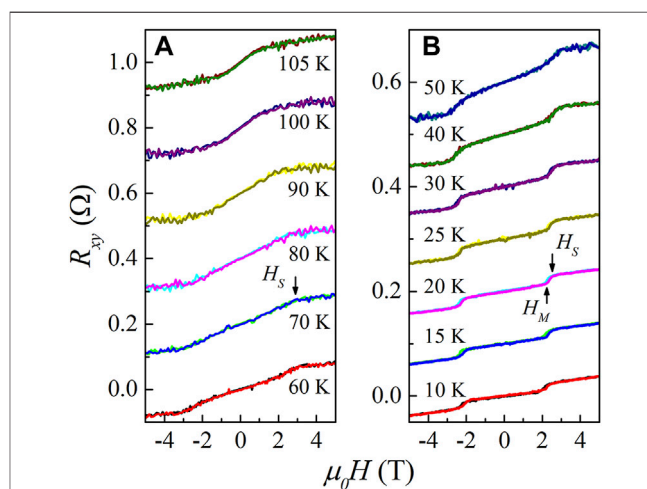 A
B
1.0
0.8
0.6
0.4
0.2
0.0
105 K
100 K
90 K
80 K
H_S
70 K
60 K
0.6
0.4
0.2
0.0
50 K
40 K
30 K
25 K
H_S
20 K
H_M
15 K
10 K
-4 -2 0 2 4
-4 -2 0 2 4
R_xy (Ω)
μ₀H (T)